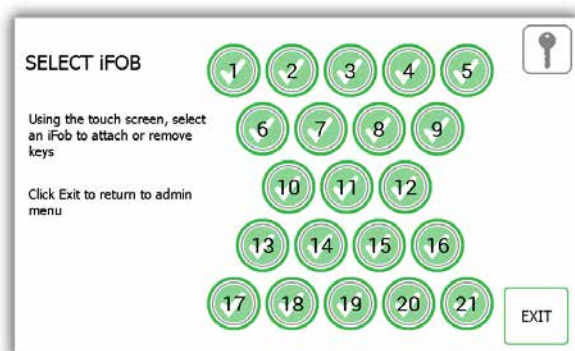 SELECT iFOB
Using the touch screen, select
an iFob to attach or remove
keys
Click Exit to return to admin
menu
1 2 3 4 5
6 7 8 9
10 11 12
13 14 15 16
17 18 19 20 21
EXIT